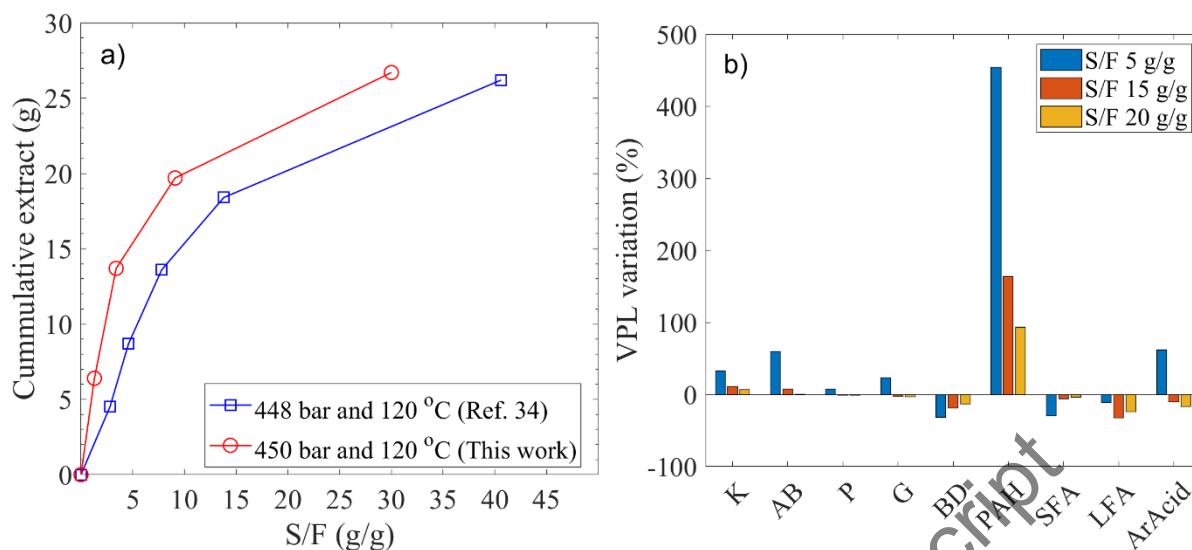 a)
Cummulative extract (g)
30
25
20
15
10
5
0
5 10 15 20 25 30 35 40 45
S/F (g/g)
448 bar and 120 °C (Ref. 34)
450 bar and 120 °C (This work)
b)
VPL variation (%)
500
400
300
200
100
0
-100
S/F 5 g/g
S/F 15 g/g
S/F 20 g/g
K AB P G BD PAH SFA LFA ArAcid
cript